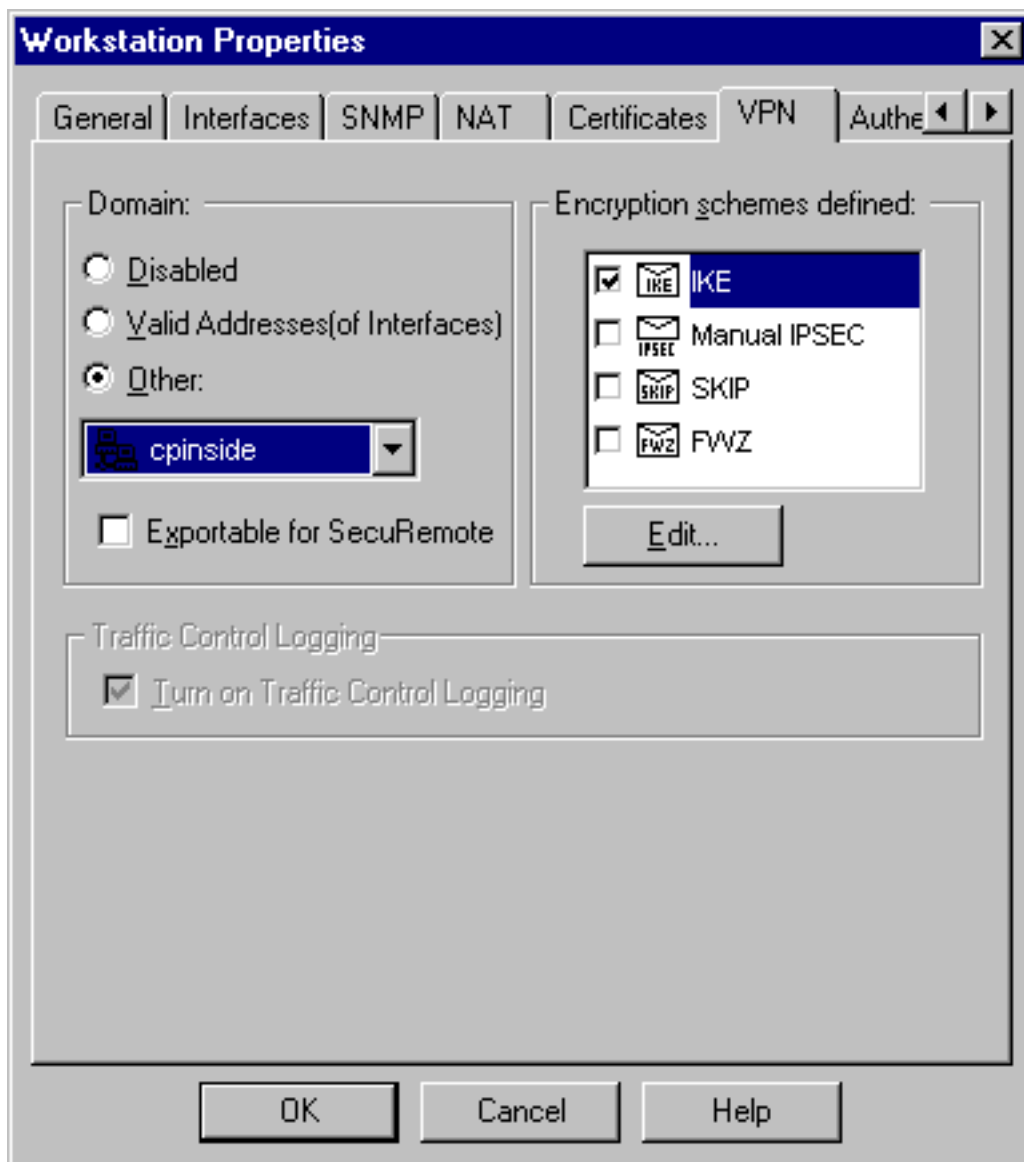 Workstation Properties
General Interfaces SNMP NAT Certificates VPN Authe
Domain:
Disabled
Valid Addresses(of Interfaces)
Other:
cpinside
Exportable for SecuRemote
Encryption schemes defined:
IKE IKE
IPSEC Manual IPSEC
SKIP SKIP
FWZ FWZ
Edit...
Traffic Control Logging
Turn on Traffic Control Logging
OK Cancel Help